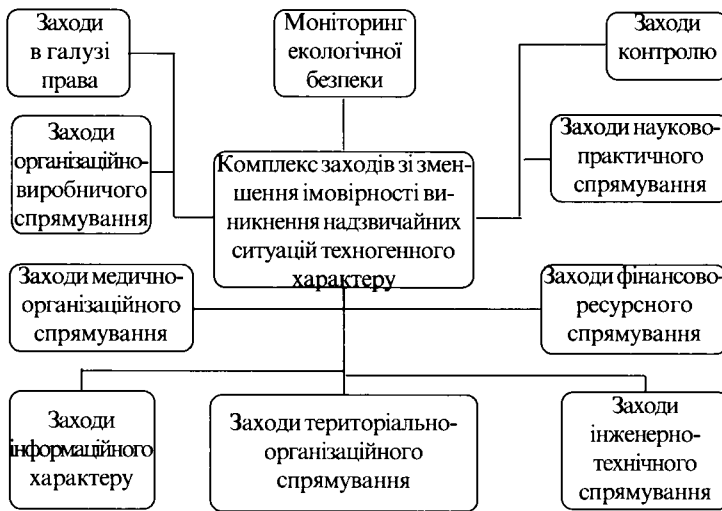 Заходи
в галузі
права
Моніторинг
екологічної
безпеки
Заходи
контролю
Заходи
організаційно-
виробничого
спрямування
Комплекс заходів зі змен-
шення імовірності ви-
никнення надзвичайних
ситуацій техногенного
характеру
Заходи науково-
практичного
спрямування
Заходи медично-
організаційного
спрямування
Заходи фінансово-
ресурсного
спрямування
Заходи
інформаційного
характеру
Заходи територіально-
організаційного
спрямування
Заходи
інженерно-
технічного
спрямування